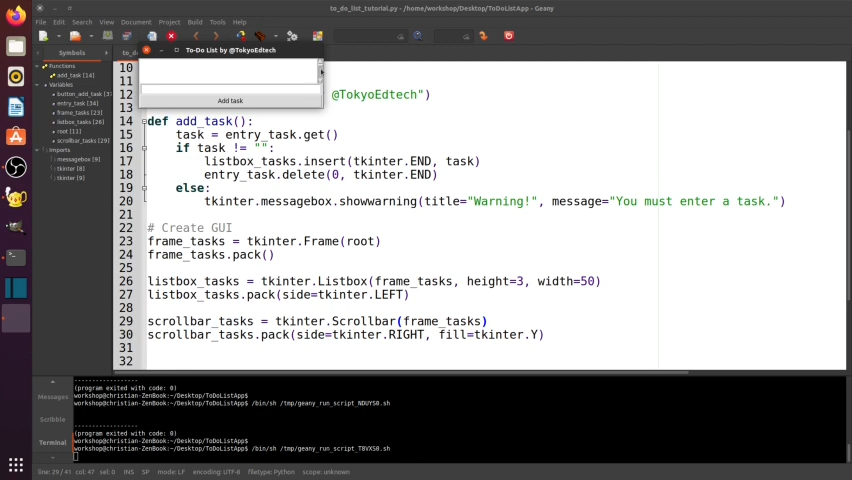 to_do_list_tutorial.py - /home/workshop/Desktop/ToDoListApp - Geany
File Edit Search View Document Project Build Tools Help
Symbols
to_do
Functions
add_task [14]
Variables
entry_task [34]
frame_tasks [23]
listbox_tasks [26]
root [11]
scrollbar_tasks [29]
Imports
messagebox [9]
tkinter [8]
tkinter [9]
To-Do List by @TokyoEdtech
Add task
10
11
12 @TokyoEdtech")
13
14 def add_task():
15 task = entry_task.get()
16 if task != "":
17 listbox_tasks.insert(tkinter.END, task)
18 entry_task.delete(0, tkinter.END)
19 else:
20 tkinter.messagebox.showwarning(title="Warning!", message="You must enter a task.")
21
22 # Create GUI
23 frame_tasks = tkinter.Frame(root)
24 frame_tasks.pack()
25
26 listbox_tasks = tkinter.Listbox(frame_tasks, height=3, width=50)
27 listbox_tasks.pack(side=tkinter.LEFT)
28
29 scrollbar_tasks = tkinter.Scrollbar(frame_tasks)
30 scrollbar_tasks.pack(side=tkinter.RIGHT, fill=tkinter.Y)
31
32
Messages
Scribble
Terminal
------------------
(program exited with code: 0)
workshop@christian-ZenBook:~/Desktop/ToDoListApp$
workshop@christian-ZenBook:~/Desktop/ToDoListApp$ /bin/sh /tmp/geany_run_script_NDUYS0.sh
------------------
(program exited with code: 0)
workshop@christian-ZenBook:~/Desktop/ToDoListApp$
workshop@christian-ZenBook:~/Desktop/ToDoListApp$ /bin/sh /tmp/geany_run_script_T8VXS0.sh
line: 29 / 41 col: 47 sel: 0 INS SP mode: LF encoding: UTF-8 filetype: Python scope: unknown